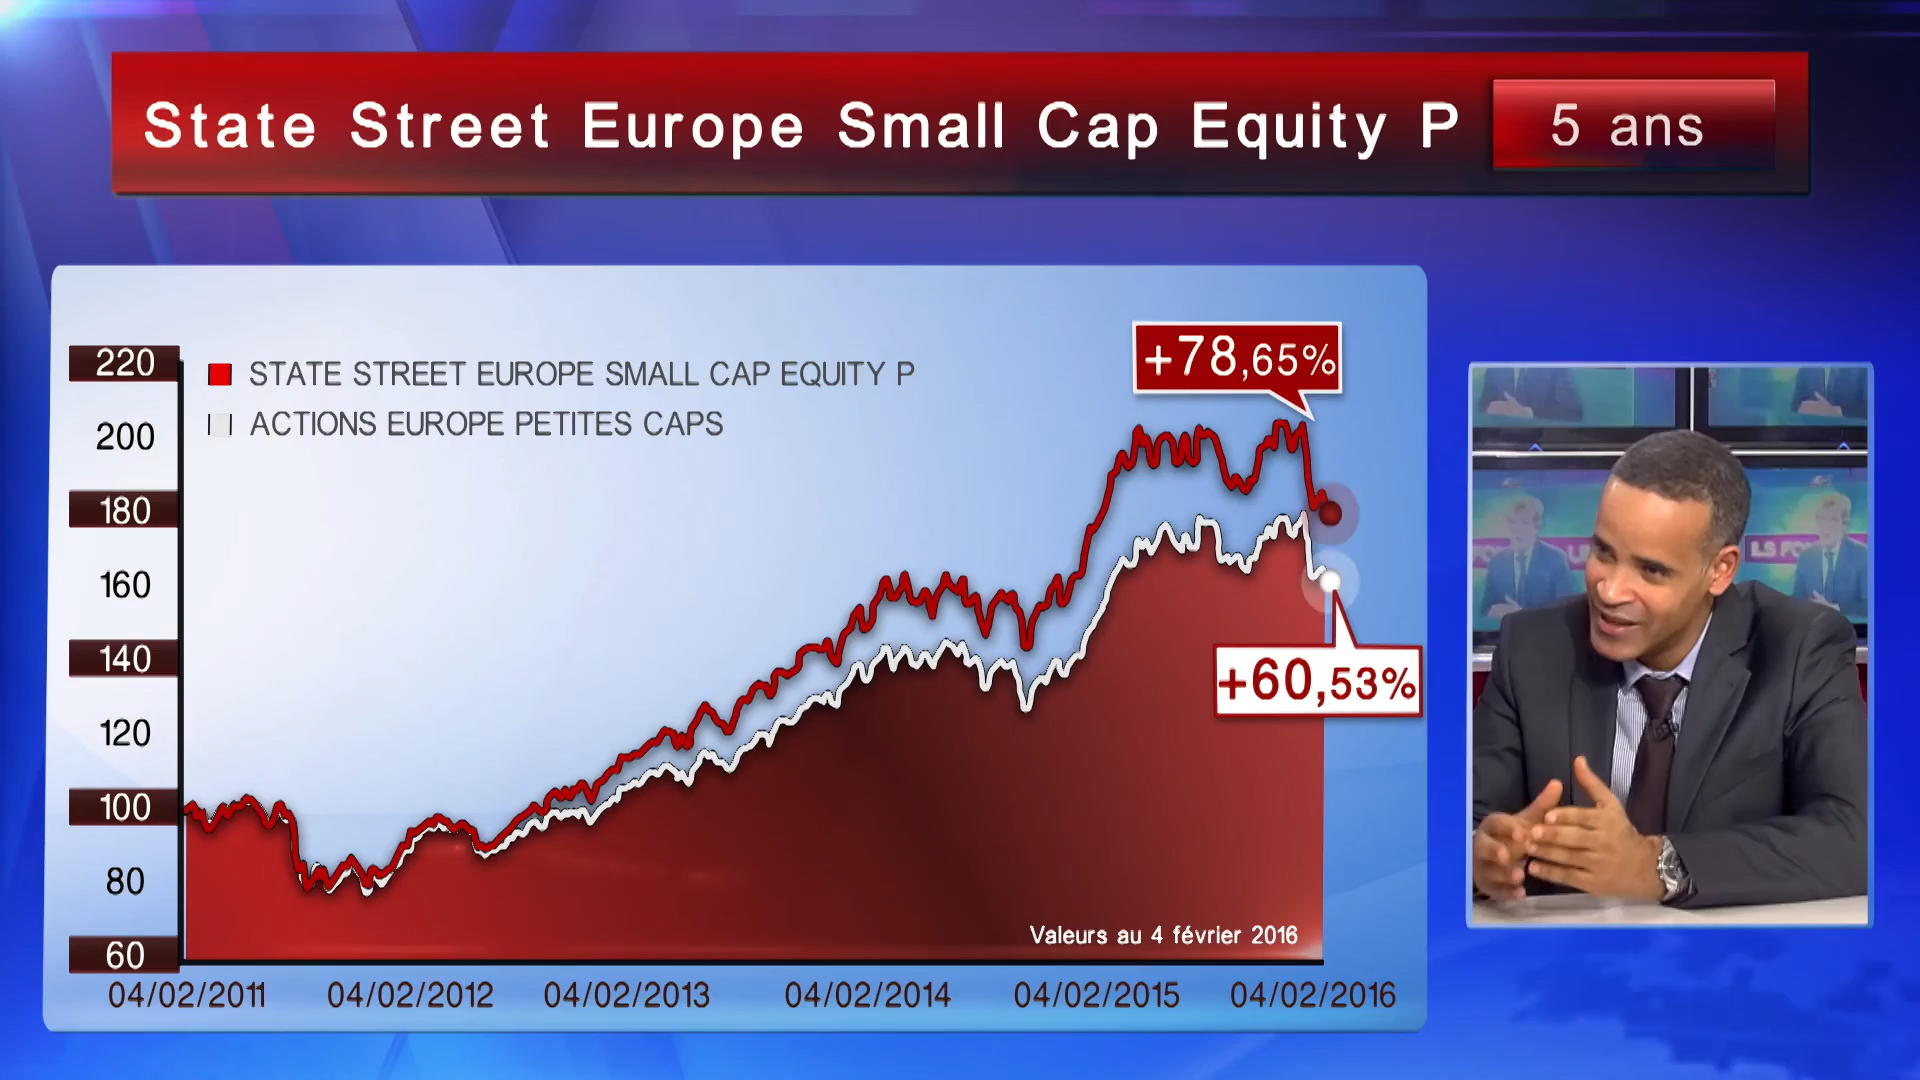 State Street Europe Small Cap Equity P
5 ans
STATE STREET EUROPE SMALL CAP EQUITY P
ACTIONS EUROPE PETITES CAPS
+78,65%
+60,53%
220
200
180
160
140
120
100
80
60
Valeurs au 4 février 2016
04/02/2011 04/02/2012 04/02/2013 04/02/2014 04/02/2015 04/02/2016